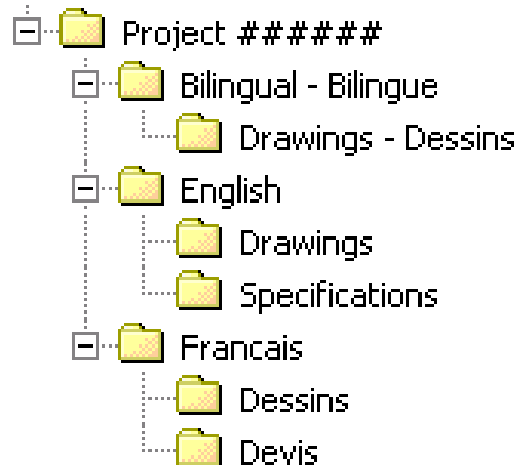 Project ######
Bilingual - Bilingue
Drawings - Dessins
English
Drawings
Specifications
Francais
Dessins
Devis